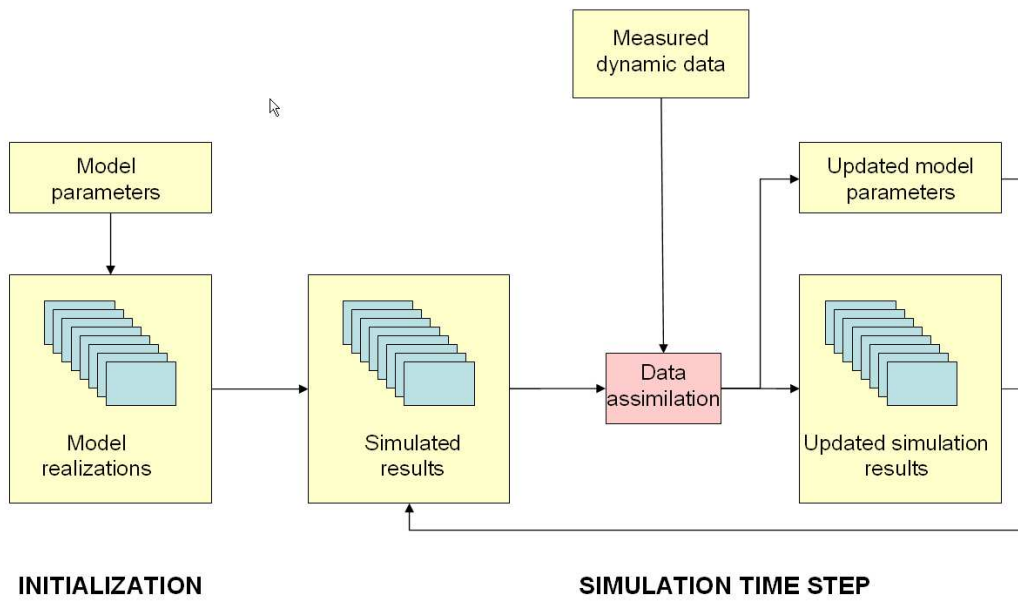 Measured
dynamic data
Model
parameters
Updated model
parameters
Data
assimilation
Model
realizations
Simulated
results
Updated simulation
results
INITIALIZATION
SIMULATION TIME STEP